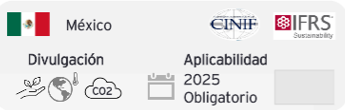 México
CINIF
IFRS
Sustainability
Divulgación
Aplicabilidad
CO2
2025
Obligatorio